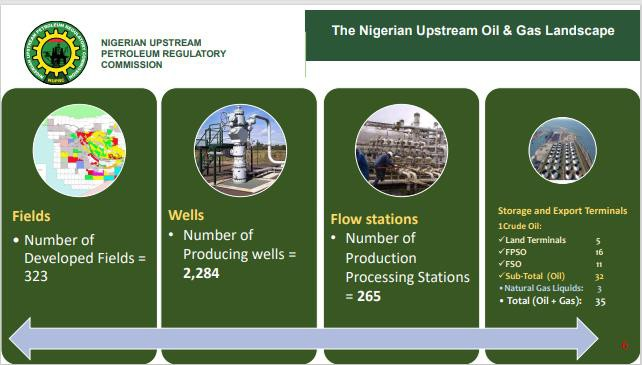 The Nigerian Upstream Oil & Gas Landscape
NIGERIAN UPSTREAM
PETROLEUM REGULATORY
COMMISSION
Fields
• Number of
Developed Fields =
323
Wells
• Number of
Producing wells =
2,284
Flow stations
• Number of
Production
Processing Stations
= 265
Storage and Export Terminals
1Crude Oil:
✓Land Terminals 5
✓FPSO 16
✓FSO 11
✓Sub-Total (Oil) 32
•Natural Gas Liquids: 3
• Total (Oil + Gas): 35
6